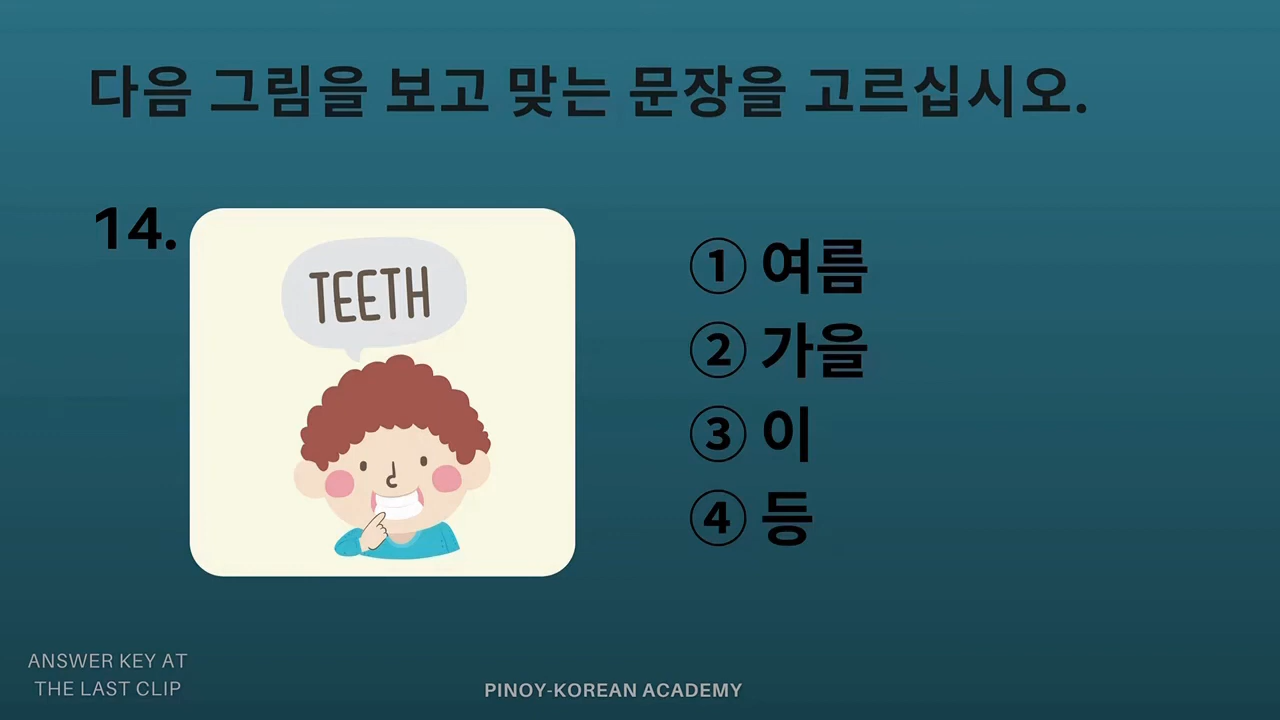 다음 그림을 보고 맞는 문장을 고르십시오.
14.
TEETH
① 여름
② 가을
③ 이
④ 등
ANSWER KEY AT
THE LAST CLIP
PINOY-KOREAN ACADEMY